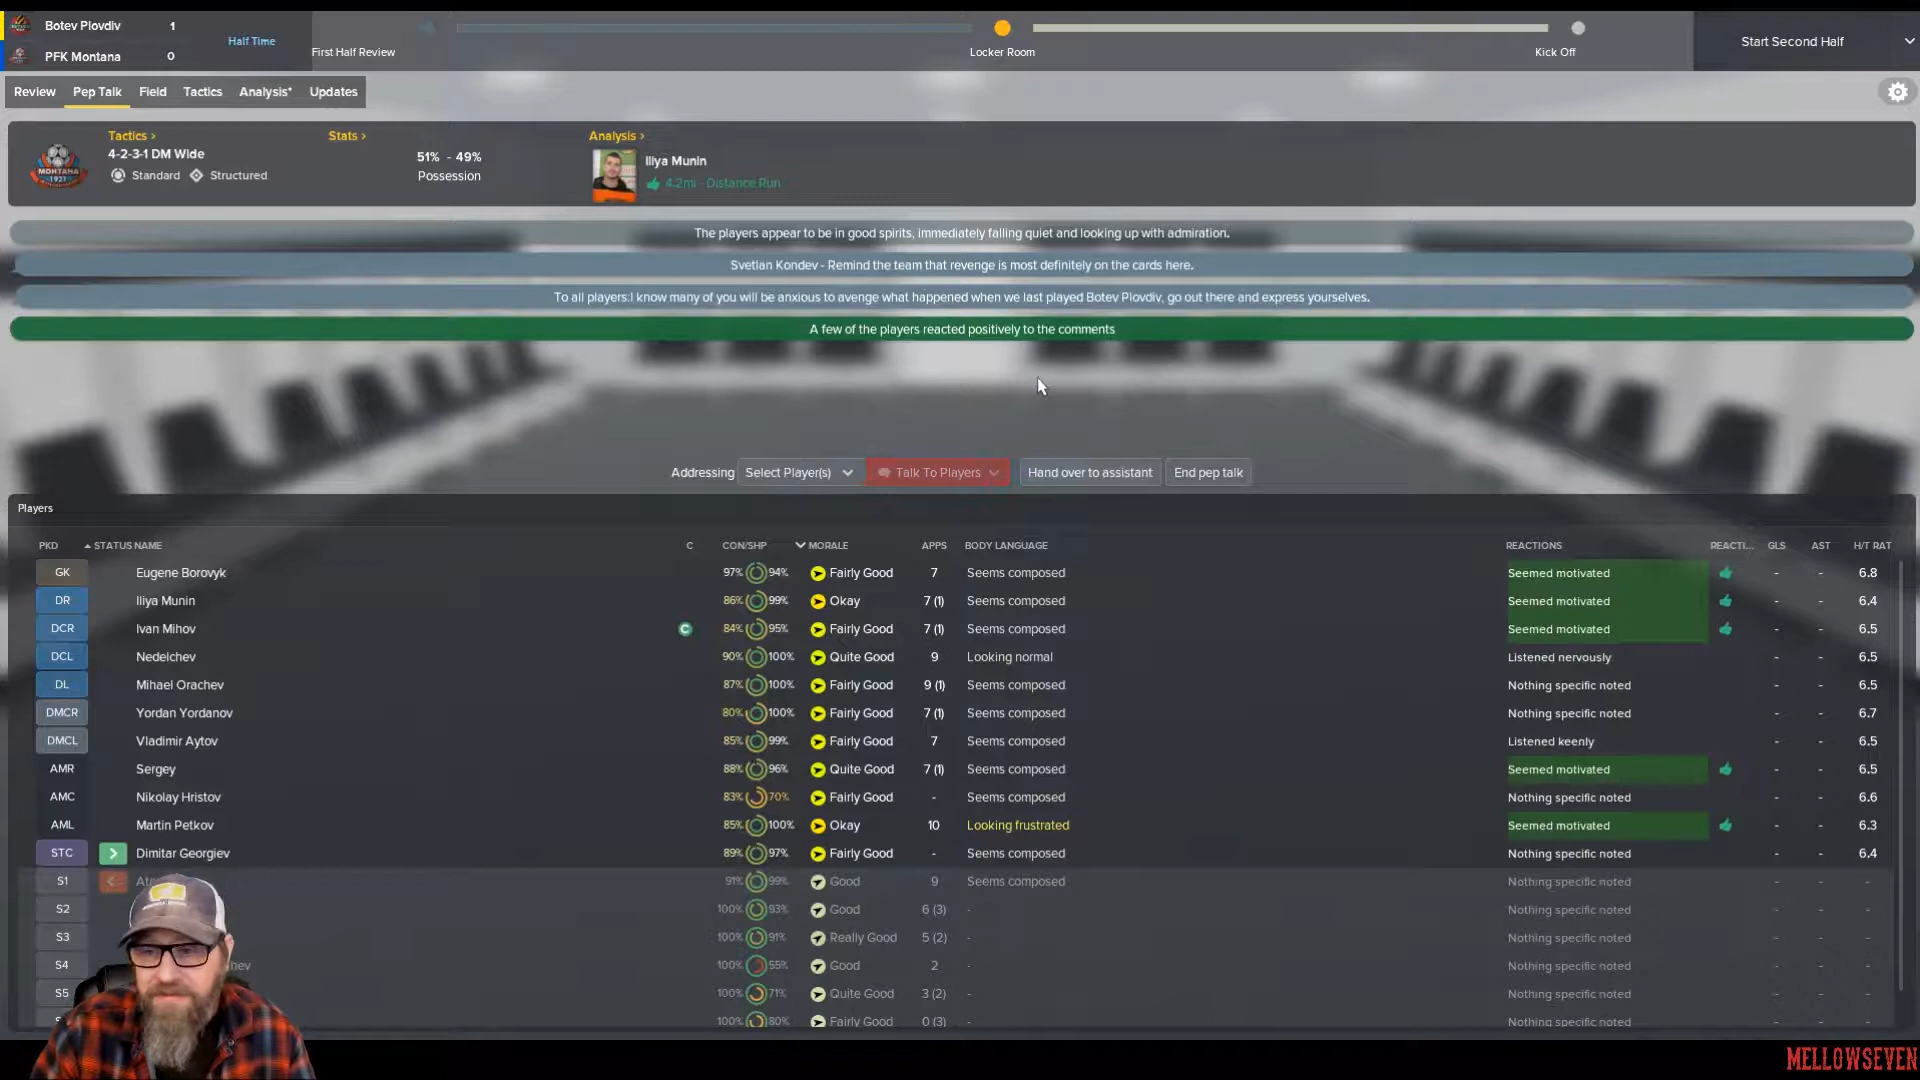 Botev Plovdiv 1
PFK Montana 0
Half Time
First Half Review
Locker Room
Kick Off
Start Second Half
Review Pep Talk Field Tactics Analysis* Updates
Tactics >
4-2-3-1 DM Wide
Standard Structured
Stats >
51% - 49%
Possession
Analysis >
Iliya Munin
4.2mi - Distance Run
MOHTAHA
1921
The players appear to be in good spirits, immediately falling quiet and looking up with admiration.
Svetlan Kondev - Remind the team that revenge is most definitely on the cards here.
To all players:I know many of you will be anxious to avenge what happened when we last played Botev Plovdiv, go out there and express yourselves.
A few of the players reacted positively to the comments
Addressing Select Player(s) Talk To Players Hand over to assistant End pep talk
Players
PKD STATUS NAME C CON/SHP MORALE APPS BODY LANGUAGE REACTIONS REACTI... GLS AST H/T RAT
GK Eugene Borovyk 97% 94% Fairly Good 7 Seems composed Seemed motivated - - 6.8
DR Iliya Munin 86% 99% Okay 7 (1) Seems composed Seemed motivated - - 6.4
DCR Ivan Mihov C 84% 95% Fairly Good 7 (1) Seems composed Seemed motivated - - 6.5
DCL Nedelchev 90% 100% Quite Good 9 Looking normal Listened nervously - - 6.5
DL Mihael Orachev 87% 100% Fairly Good 9 (1) Seems composed Nothing specific noted - - 6.5
DMCR Yordan Yordanov 80% 100% Fairly Good 7 (1) Seems composed Nothing specific noted - - 6.7
DMCL Vladimir Aytov 85% 99% Fairly Good 7 Seems composed Listened keenly - - 6.5
AMR Sergey 88% 96% Quite Good 7 (1) Seems composed Seemed motivated - - 6.5
AMC Nikolay Hristov 83% 70% Fairly Good - Seems composed Nothing specific noted - - 6.6
AML Martin Petkov 85% 100% Okay 10 Looking frustrated Seemed motivated - - 6.3
STC Dimitar Georgiev 89% 97% Fairly Good - Seems composed Nothing specific noted - - 6.4
S1 91% 99% Good 9 Seems composed Nothing specific noted - - -
S2 100% 93% Good 6 (3) - Nothing specific noted - - -
S3 100% 91% Really Good 5 (2) - Nothing specific noted - - -
S4 hev 100% 55% Good 2 - Nothing specific noted - - -
S5 100% 71% Quite Good 3 (2) - Nothing specific noted - - -
100% 80% Fairly Good 0 (3) - Nothing specific noted - - -
MELLOWSEVEN